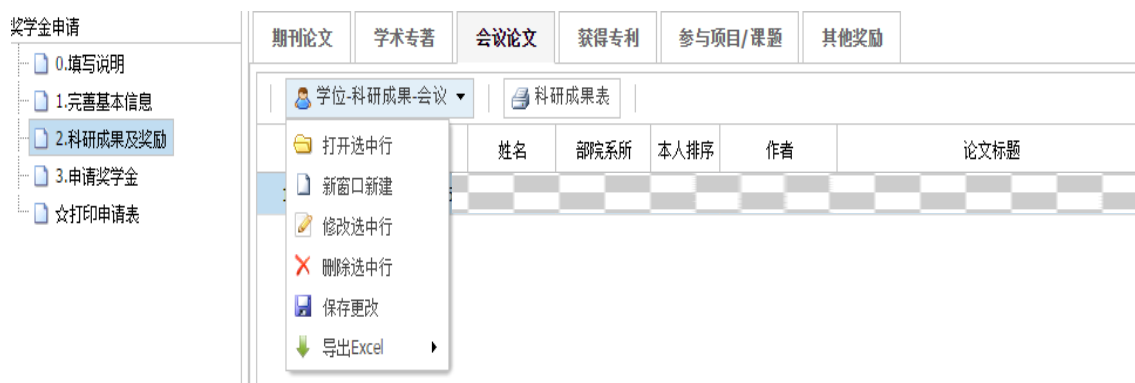 奖学金申请
0.填写说明
1.完善基本信息
2.科研成果及奖励
3.申请奖学金
☆打印申请表
期刊论文 学术专著 会议论文 获得专利 参与项目/课题 其他奖励
学位-科研成果-会议 科研成果表
姓名 部院系所 本人排序 作者 论文标题
打开选中行
新窗口新建
修改选中行
删除选中行
保存更改
导出Excel